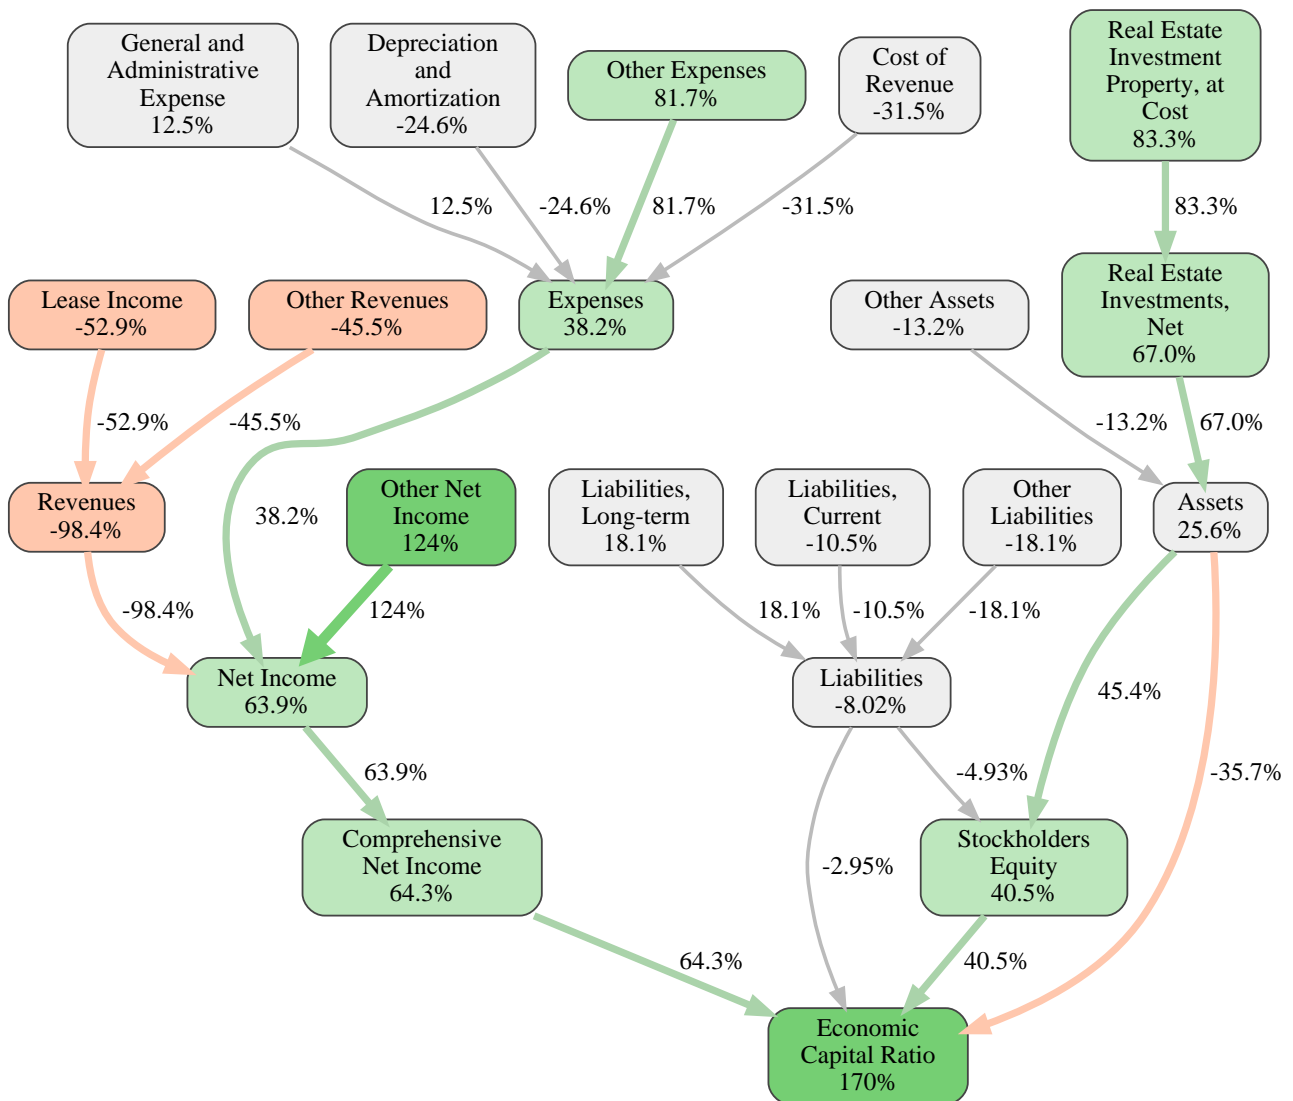 General and
Administrative
Expense
12.5%
Depreciation
and
Amortization
-24.6%
Other Expenses
81.7%
Cost of
Revenue
-31.5%
Real Estate
Investment
Property, at
Cost
83.3%
12.5%
-24.6%
81.7%
-31.5%
83.3%
Lease Income
-52.9%
Other Revenues
-45.5%
Expenses
38.2%
Other Assets
-13.2%
Real Estate
Investments,
Net
67.0%
-52.9%
-45.5%
-13.2%
67.0%
Revenues
-98.4%
38.2%
Other Net
Income
124%
Liabilities,
Long-term
18.1%
Liabilities,
Current
-10.5%
Other
Liabilities
-18.1%
Assets
25.6%
-98.4%
124%
18.1%
-10.5%
-18.1%
Net Income
63.9%
Liabilities
-8.02%
45.4%
63.9%
-4.93%
-35.7%
Comprehensive
Net Income
64.3%
-2.95%
Stockholders
Equity
40.5%
64.3%
40.5%
Economic
Capital Ratio
170%